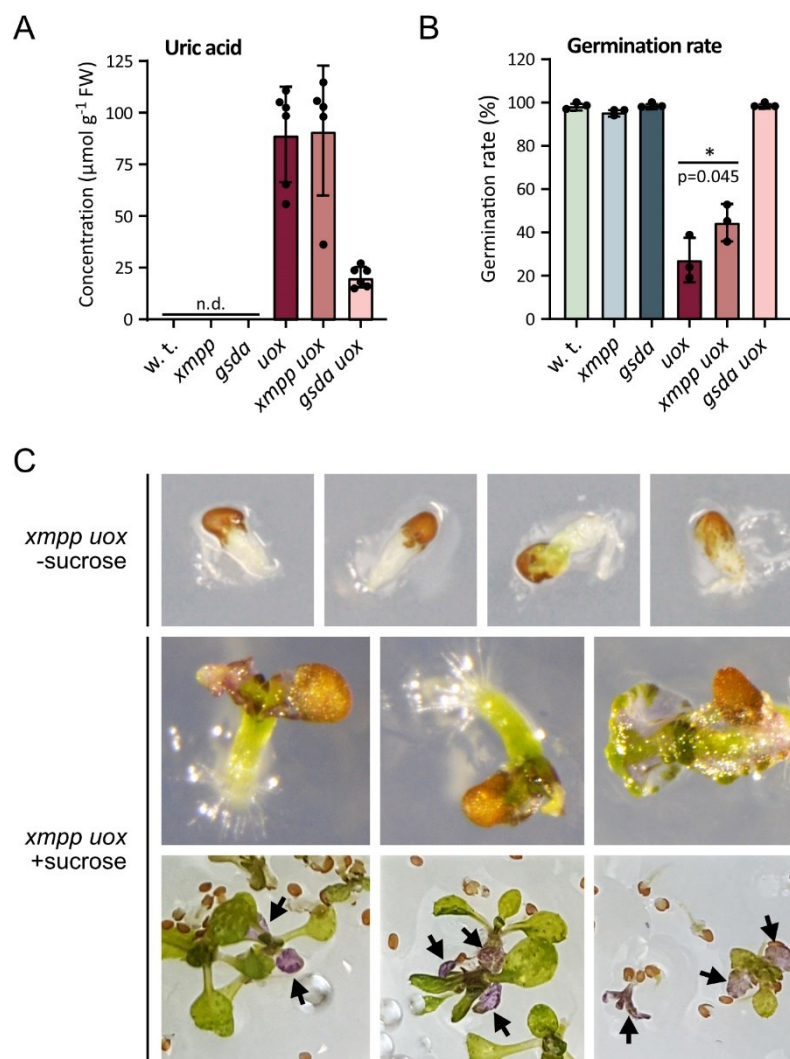 A
Uric acid
Concentration (µmol g⁻¹ FW)
125
100
75
50
25
0
n.d.
w. t.
xmpp
gsda
uox
xmpp uox
gsda uox
B
Germination rate
Germination rate (%)
120
100
80
60
40
20
0
*
p=0.045
w. t.
xmpp
gsda
uox
xmpp uox
gsda uox
C
xmpp uox
-sucrose
xmpp uox
+sucrose